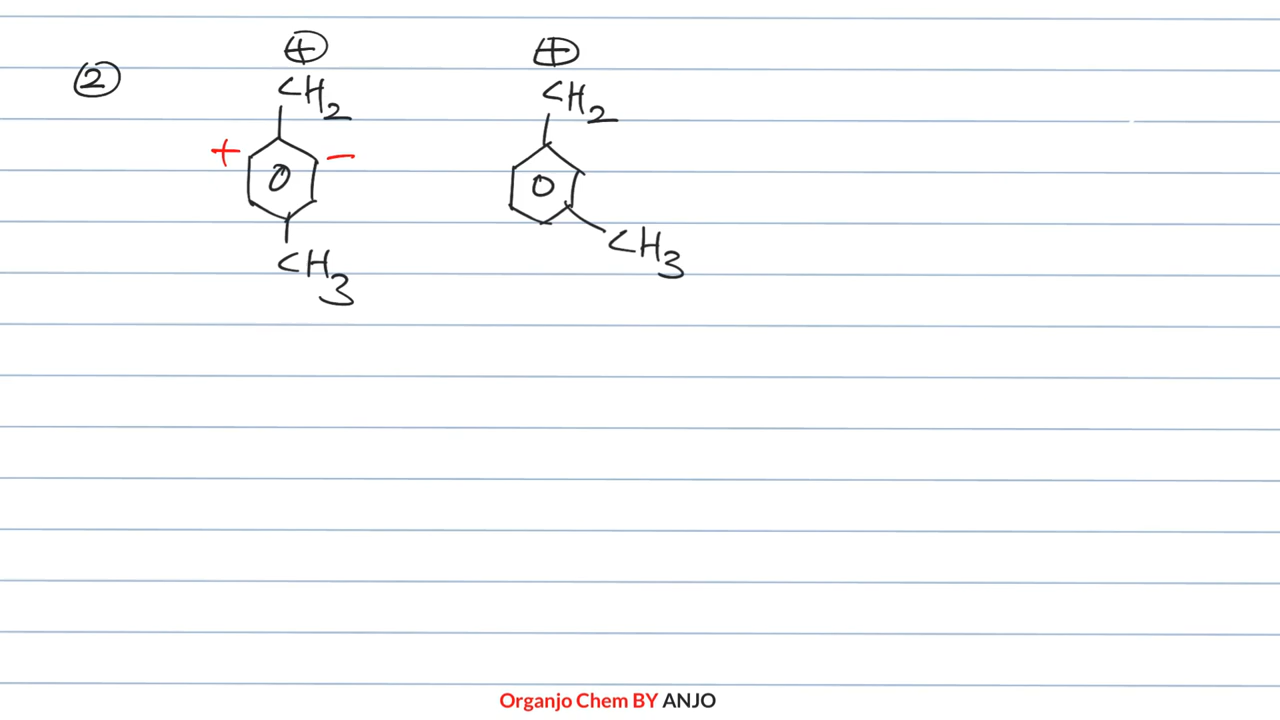 ② ⊕ ⊕
CH2 CH2
+ −
CH3 CH3
Organjo Chem BY ANJO